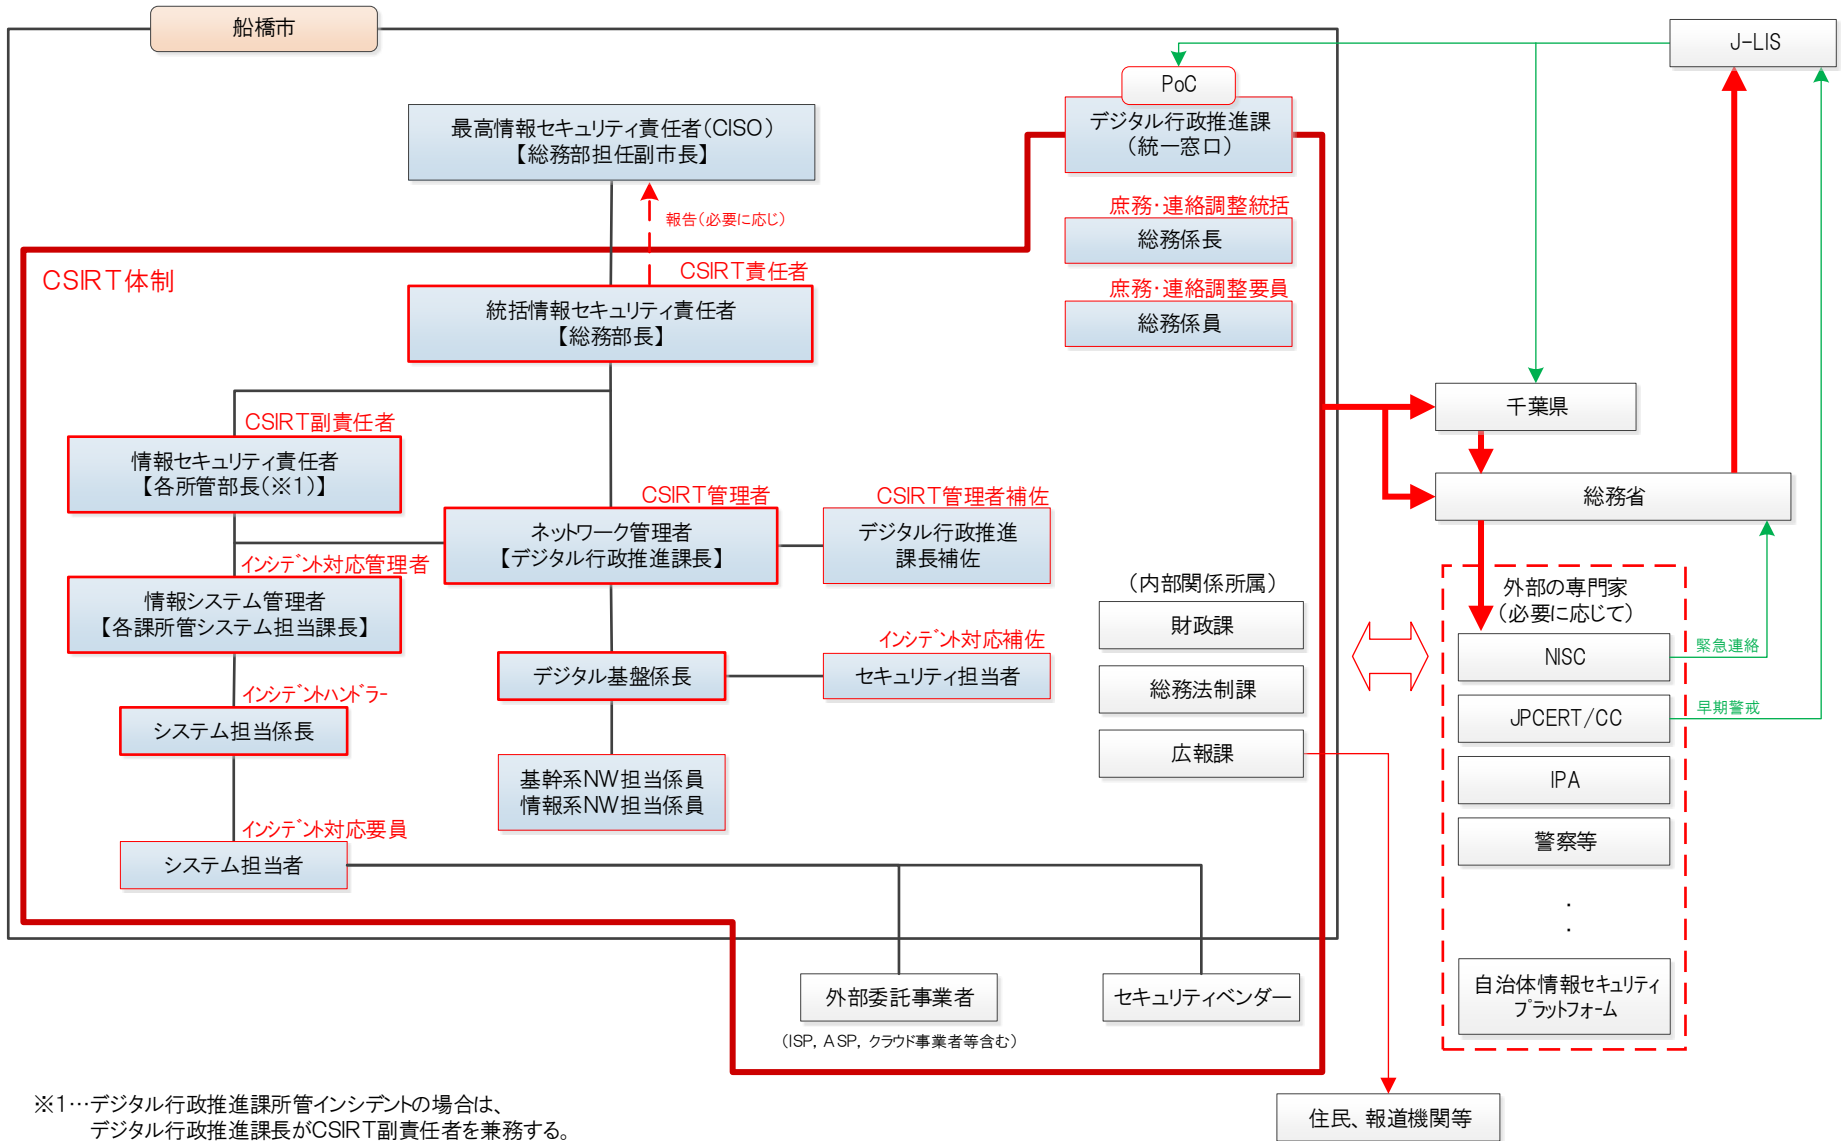 船橋市
J-LIS
PoC
デジタル行政推進課
（統一窓口）
最高情報セキュリティ責任者（CISO）
【総務部担任副市長】
報告（必要に応じ）
庶務・連絡調整統括
総務係長
CSIRT体制
CSIRT責任者
統括情報セキュリティ責任者
【総務部長】
庶務・連絡調整要員
総務係員
千葉県
CSIRT副責任者
情報セキュリティ責任者
【各所管部長（※1）】
総務省
CSIRT管理者
ネットワーク管理者
【デジタル行政推進課長】
CSIRT管理者補佐
デジタル行政推進
課長補佐
インシデント対応管理者
情報システム管理者
【各課所管システム担当課長】
（内部関係所属）
財政課
総務法制課
広報課
外部の専門家
（必要に応じて）
NISC
緊急連絡
JPCERT/CC
早期警戒
IPA
警察等
・
・
自治体情報セキュリティ
プラットフォーム
デジタル基盤係長
インシデント対応補佐
セキュリティ担当者
インシデントハンドラー
システム担当係長
基幹系NW担当係員
情報系NW担当係員
インシデント対応要員
システム担当者
外部委託事業者
（ISP，ASP，クラウド事業者等含む）
セキュリティベンダー
住民、報道機関等
※1…デジタル行政推進課所管インシデントの場合は、
デジタル行政推進課長がCSIRT副責任者を兼務する。